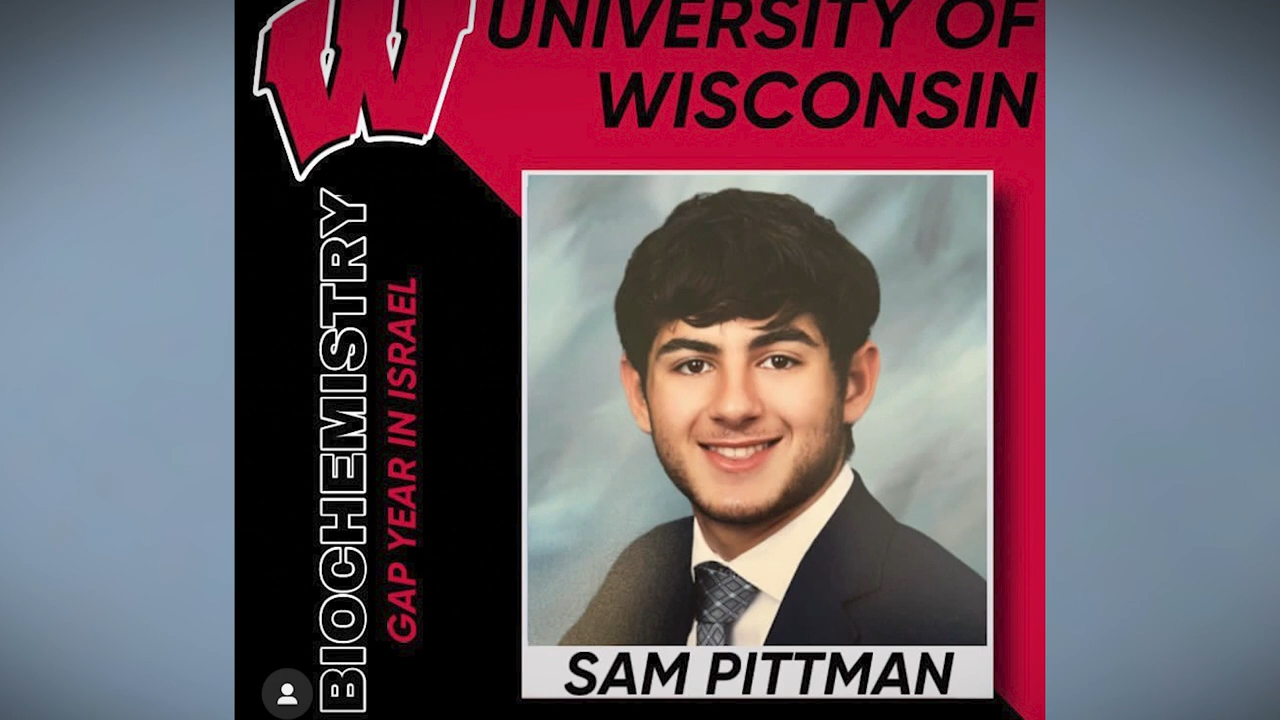 W
UNIVERSITY OF
WISCONSIN
BIOCHEMISTRY
GAP YEAR IN ISRAEL
SAM PITTMAN